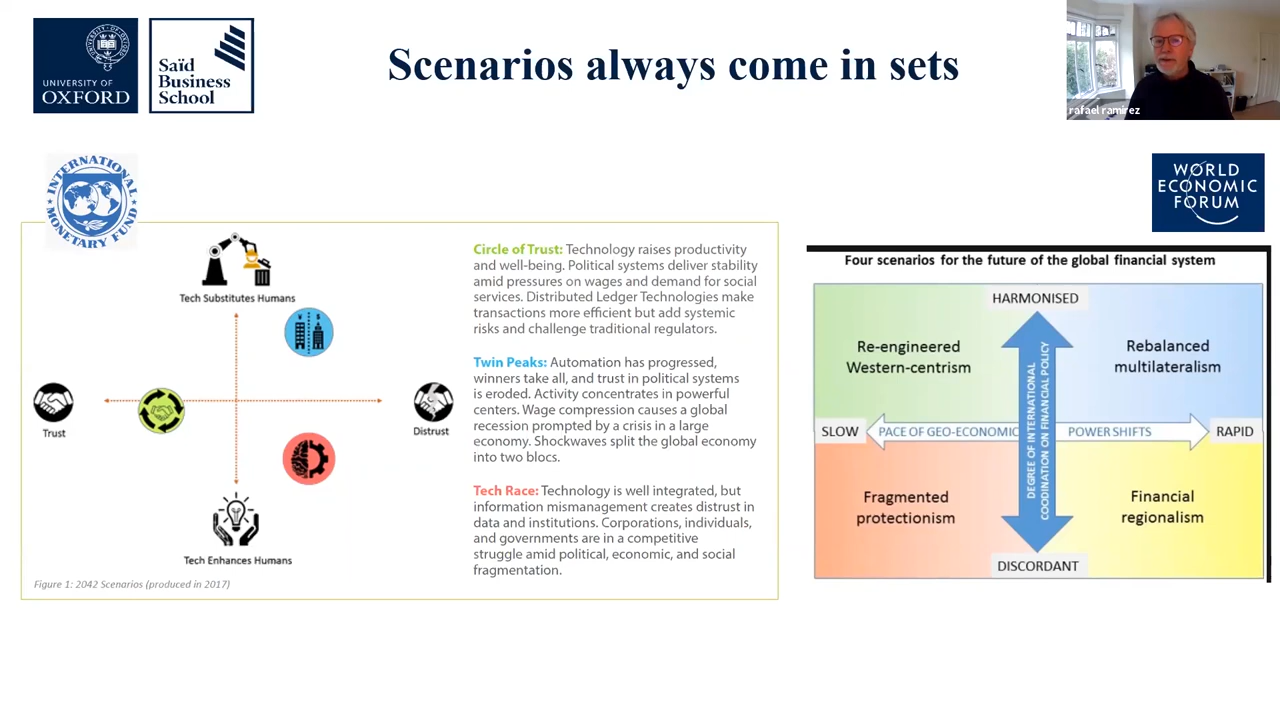 UNIVERSITY OF
OXFORD
Saïd
Business
School
Scenarios always come in sets
rafael ramirez
INTERNATIONAL
MONETARY FUND
WORLD
ECONOMIC
FORUM
Tech Substitutes Humans
V S
Trust
Distrust
Tech Enhances Humans
Figure 1: 2042 Scenarios (produced in 2017)
Circle of Trust: Technology raises productivity
and well-being. Political systems deliver stability
amid pressures on wages and demand for social
services. Distributed Ledger Technologies make
transactions more efficient but add systemic
risks and challenge traditional regulators.
Twin Peaks: Automation has progressed,
winners take all, and trust in political systems
is eroded. Activity concentrates in powerful
centers. Wage compression causes a global
recession prompted by a crisis in a large
economy. Shockwaves split the global economy
into two blocs.
Tech Race: Technology is well integrated, but
information mismanagement creates distrust in
data and institutions. Corporations, individuals,
and governments are in a competitive
struggle amid political, economic, and social
fragmentation.
Four scenarios for the future of the global financial system
HARMONISED
Re-engineered
Western-centrism
Rebalanced
multilateralism
SLOW
PACE OF GEO-ECONOMIC POWER SHIFTS
RAPID
DEGREE OF INTERNATIONAL
COODINATION ON FINANCIAL POLICY
Fragmented
protectionism
Financial
regionalism
DISCORDANT